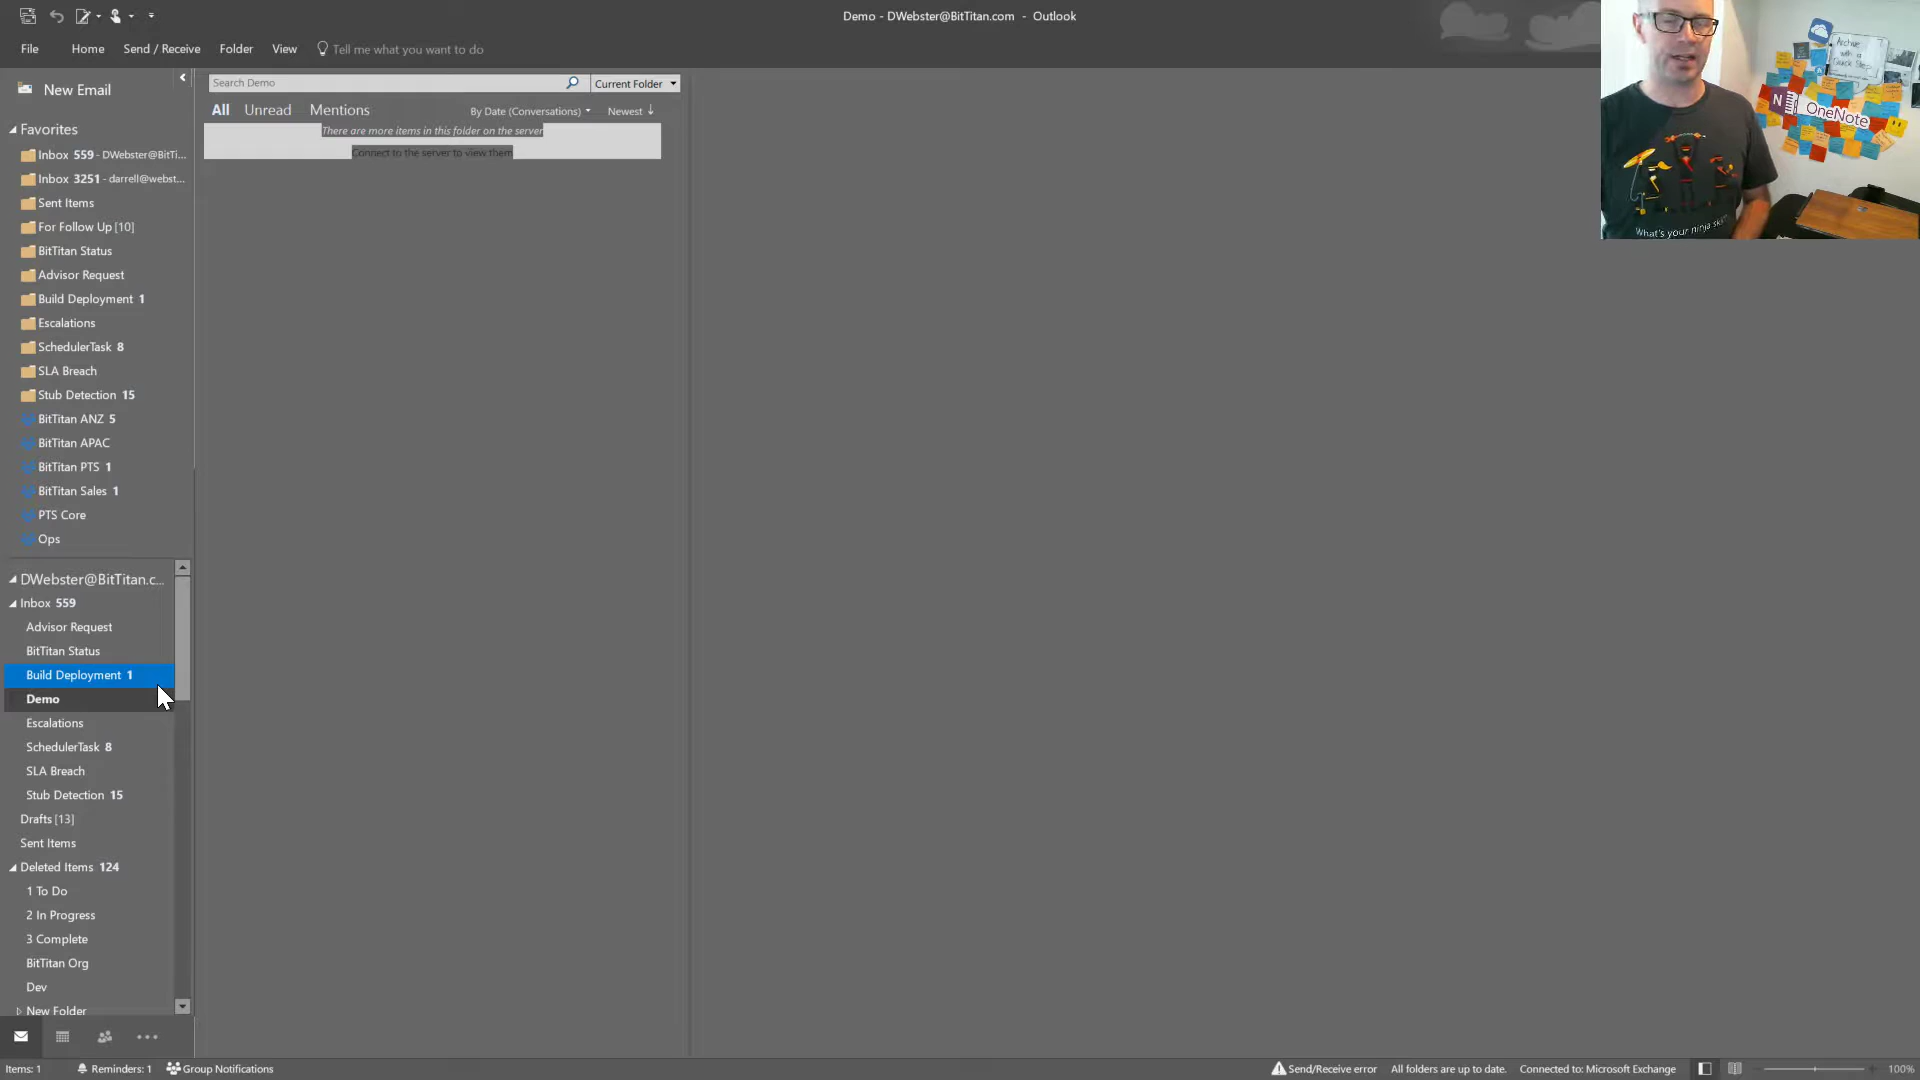 Demo - DWebster@BitTitan.com - Outlook
File Home Send / Receive Folder View Tell me what you want to do
New Email
Search Demo
Current Folder
All Unread Mentions
By Date (Conversations) Newest
There are more items in this folder on the server
Connect to the server to view them
Favorites
Inbox 559 - DWebster@BitTi...
Inbox 3251 - darrell@webst...
Sent Items
For Follow Up [10]
BitTitan Status
Advisor Request
Build Deployment 1
Escalations
SchedulerTask 8
SLA Breach
Stub Detection 15
BitTitan ANZ 5
BitTitan APAC
BitTitan PTS 1
BitTitan Sales 1
PTS Core
Ops
DWebster@BitTitan.c...
Inbox 559
Advisor Request
BitTitan Status
Build Deployment 1
Demo
Escalations
SchedulerTask 8
SLA Breach
Stub Detection 15
Drafts [13]
Sent Items
Deleted Items 124
1 To Do
2 In Progress
3 Complete
BitTitan Org
Dev
New Folder
Items: 1 Reminders: 1 Group Notifications
Send/Receive error All folders are up to date. Connected to: Microsoft Exchange 100%
Archive
with a
Quick Step
N OneNote
What's your ninja skill?